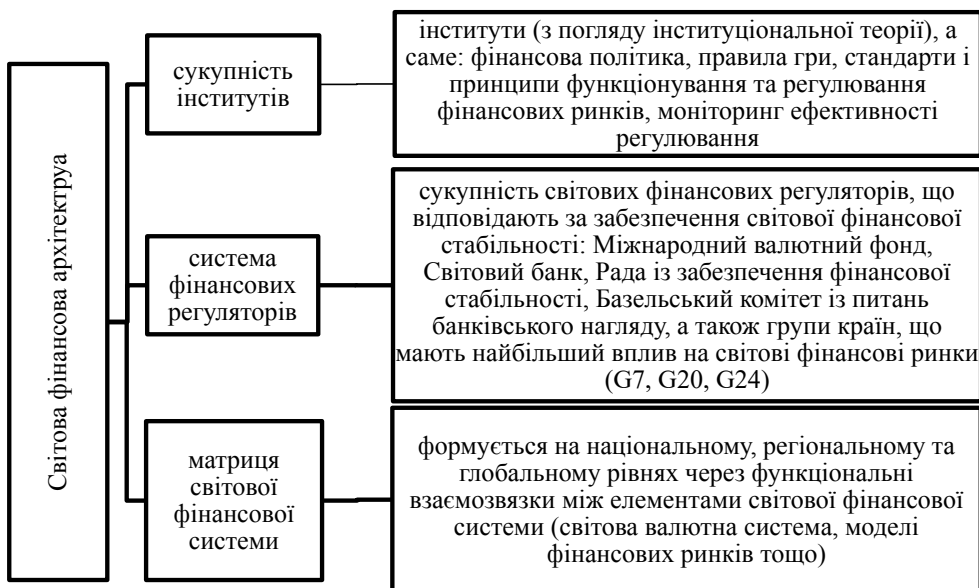 Світова фінансова архітектруа
сукупність
інститутів
інститути (з погляду інституціональної теорії), а
саме: фінансова політика, правила гри, стандарти і
принципи функціонування та регулювання
фінансових ринків, моніторинг ефективності
регулювання
система
фінансових
регуляторів
сукупність світових фінансових регуляторів, що
відповідають за забезпечення світової фінансової
стабільності: Міжнародний валютний фонд,
Світовий банк, Рада із забезпечення фінансової
стабільності, Базельський комітет із питань
банківського нагляду, а також групи країн, що
мають найбільший вплив на світові фінансові ринки
(G7, G20, G24)
матриця
світової
фінансової
системи
формується на національному, регіональному та
глобальному рівнях через функціональні
взаємозвязки між елементами світової фінансової
системи (світова валютна система, моделі
фінансових ринків тощо)